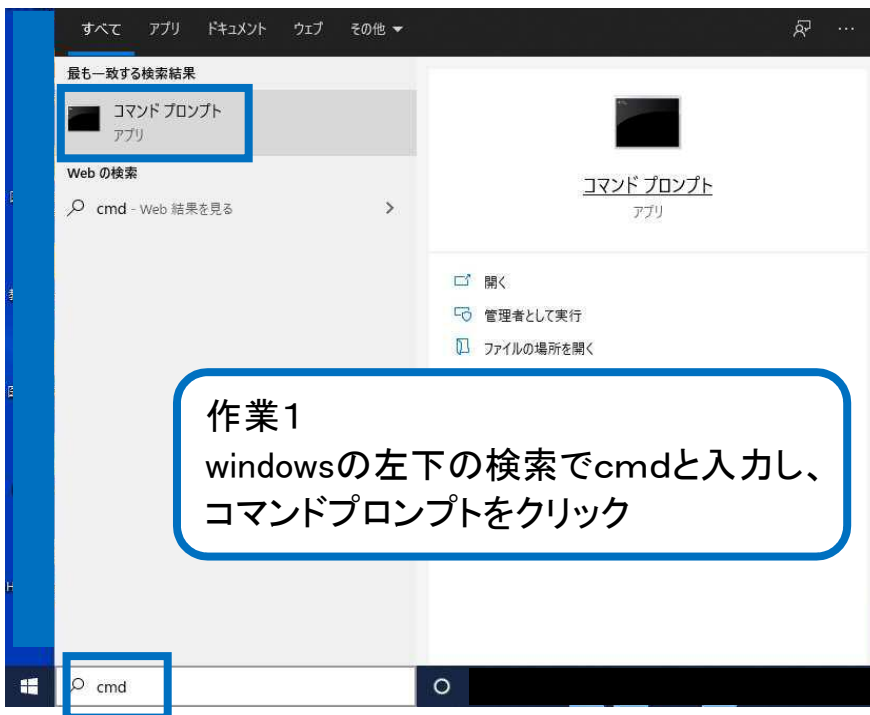 すべて アプリ ドキュメント ウェブ その他
最も一致する検索結果
コマンド プロンプト
アプリ
Web の検索
cmd - Web 結果を見る
コマンド プロンプト
アプリ
開く
管理者として実行
ファイルの場所を開く
作業１
windowsの左下の検索でｃｍｄと入力し、
コマンドプロンプトをクリック
cmd